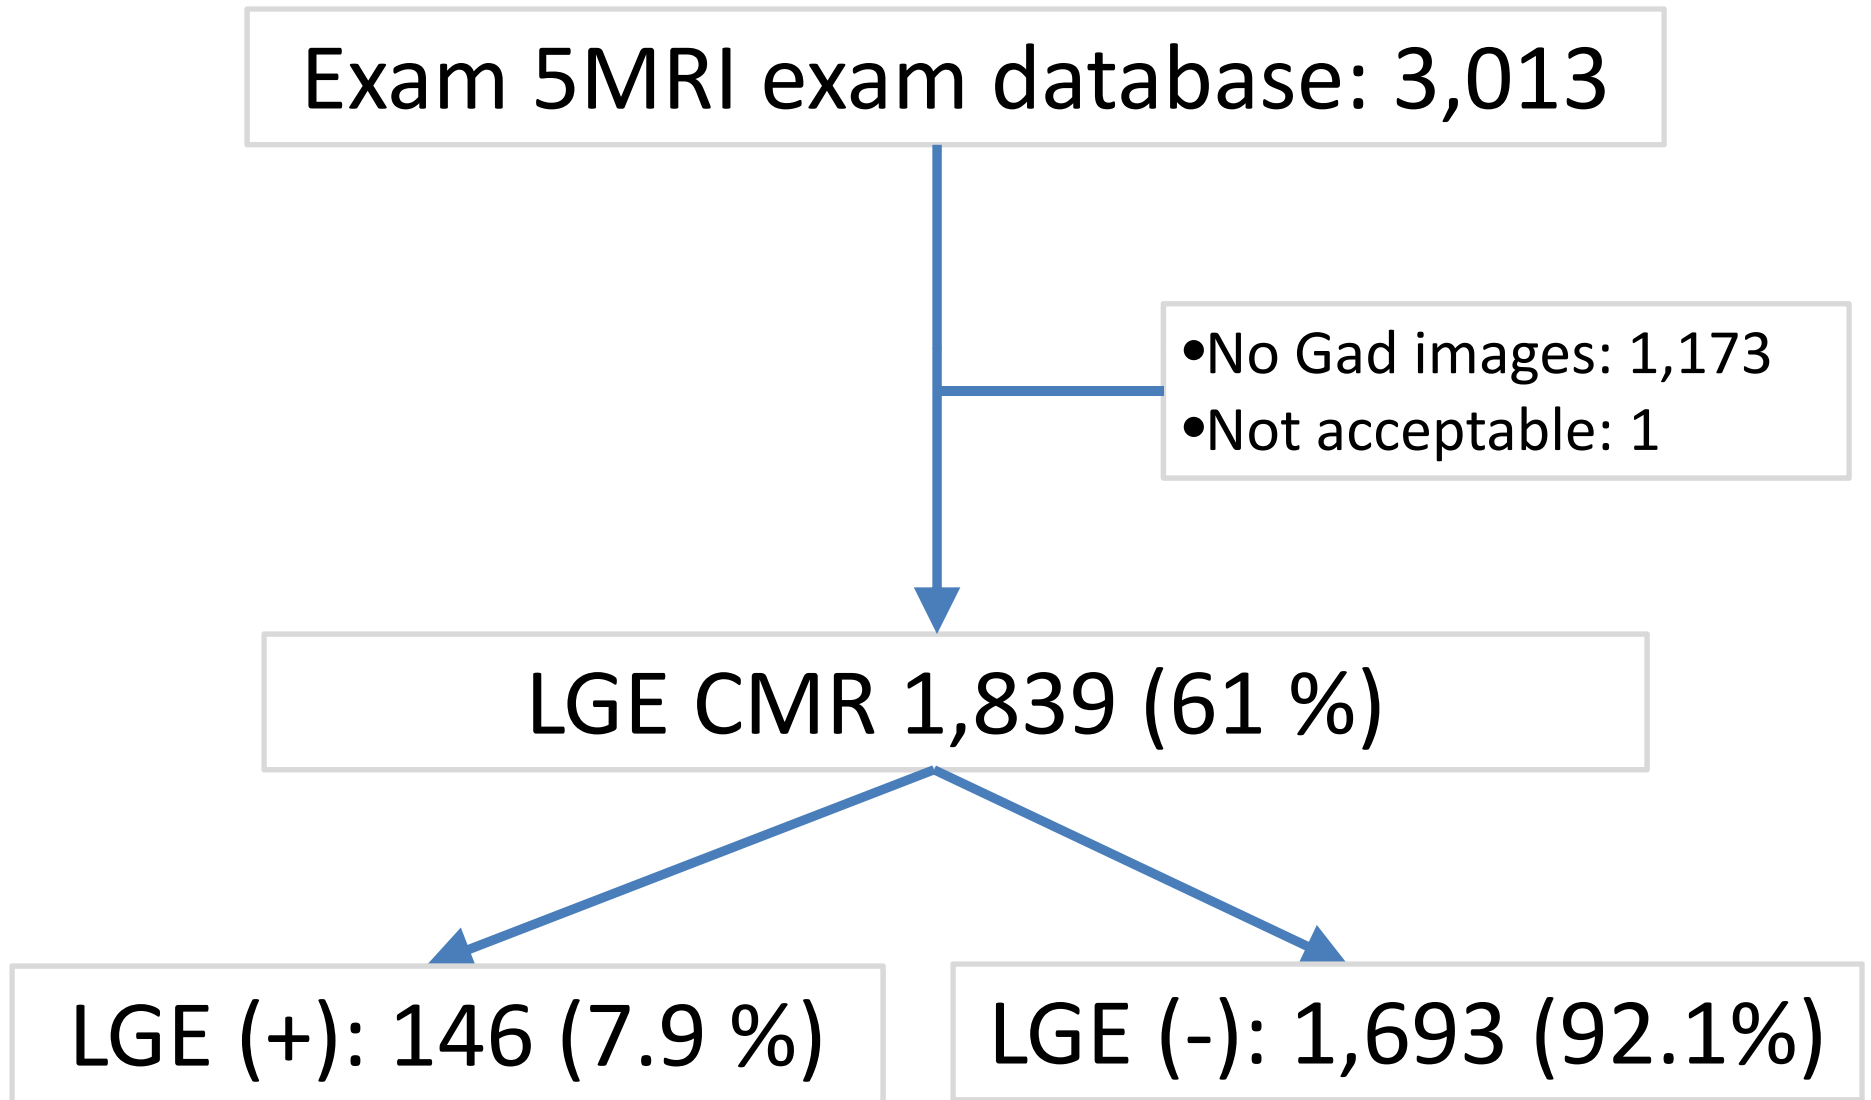 Exam 5MRI exam database: 3,013
•No Gad images: 1,173
•Not acceptable: 1
LGE CMR 1,839 (61 %)
LGE (+): 146 (7.9 %)
LGE (-): 1,693 (92.1%)